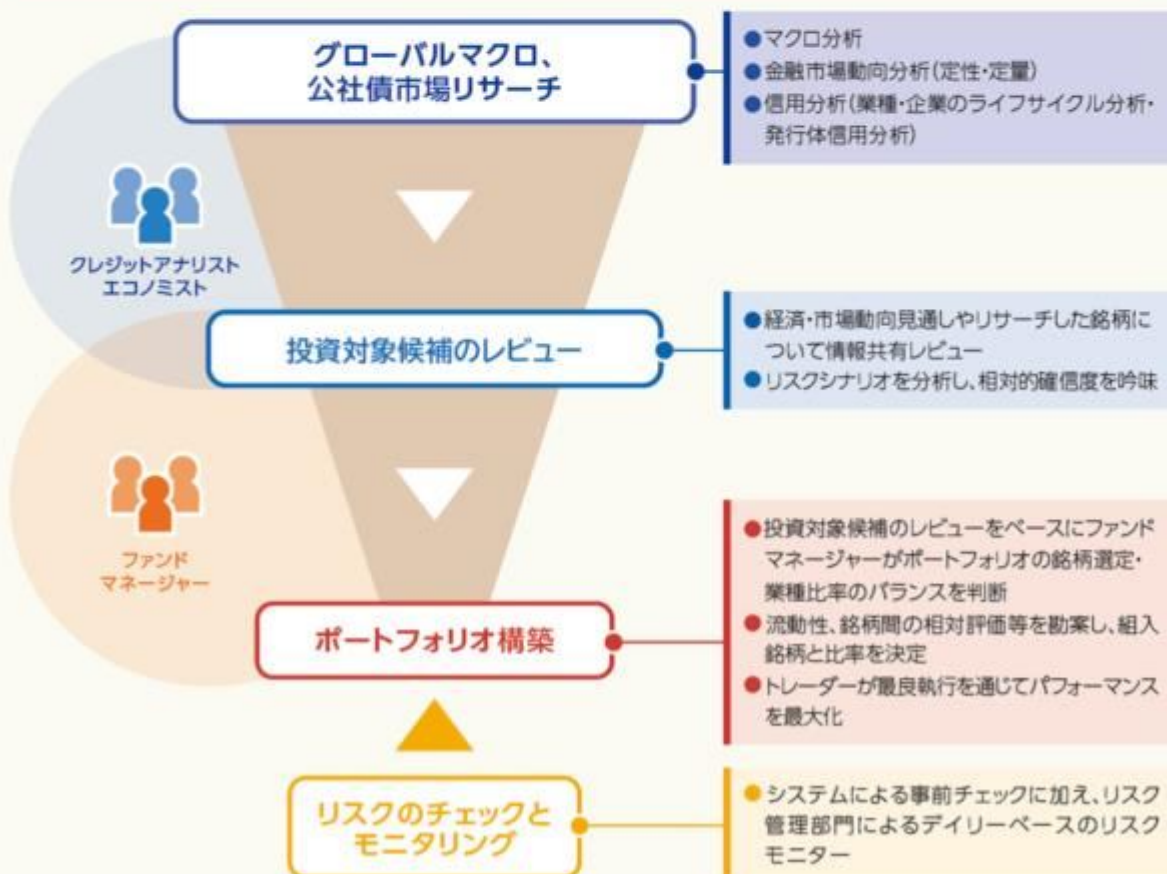 グローバルマクロ、
公社債市場リサーチ
●マクロ分析
●金融市場動向分析(定性・定量)
●信用分析(業種・企業のライフサイクル分析・
発行体信用分析)
クレジットアナリスト
エコノミスト
投資対象候補のレビュー
●経済・市場動向見通しやリサーチした銘柄に
ついて情報共有レビュー
●リスクシナリオを分析し、相対的確信度を吟味
ファンド
マネージャー
ポートフォリオ構築
●投資対象候補のレビューをベースにファンド
マネージャーがポートフォリオの銘柄選定・
業種比率のバランスを判断
●流動性、銘柄間の相対評価等を勘案し、組入
銘柄と比率を決定
●トレーダーが最良執行を通じてパフォーマンス
を最大化
リスクのチェックと
モニタリング
●システムによる事前チェックに加え、リスク
管理部門によるデイリーベースのリスク
モニター